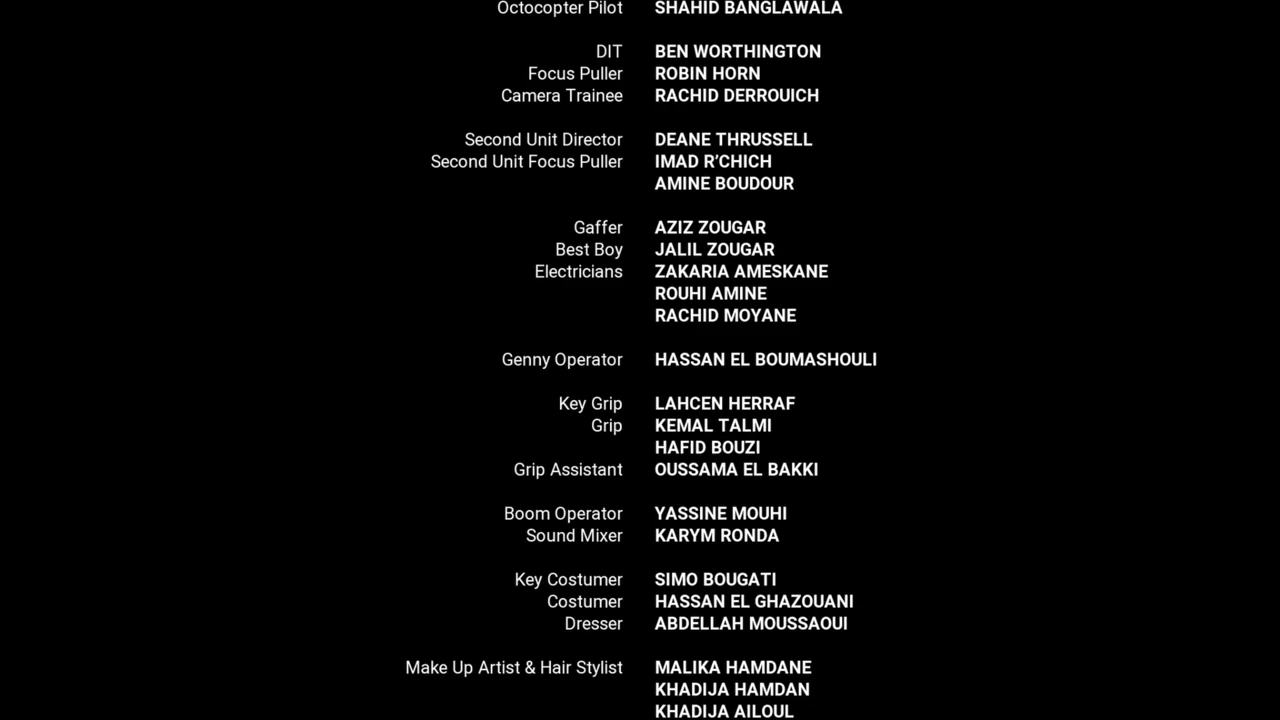 Octocopter Pilot SHAHID BANGLAWALA
DIT BEN WORTHINGTON
Focus Puller ROBIN HORN
Camera Trainee RACHID DERROUICH
Second Unit Director DEANE THRUSSELL
Second Unit Focus Puller IMAD R’CHICH
AMINE BOUDOUR
Gaffer AZIZ ZOUGAR
Best Boy JALIL ZOUGAR
Electricians ZAKARIA AMESKANE
ROUHI AMINE
RACHID MOYANE
Genny Operator HASSAN EL BOUMASHOULI
Key Grip LAHCEN HERRAF
Grip KEMAL TALMI
HAFID BOUZI
Grip Assistant OUSSAMA EL BAKKI
Boom Operator YASSINE MOUHI
Sound Mixer KARYM RONDA
Key Costumer SIMO BOUGATI
Costumer HASSAN EL GHAZOUANI
Dresser ABDELLAH MOUSSAOUI
Make Up Artist & Hair Stylist MALIKA HAMDANE
KHADIJA HAMDAN
KHADIJA AILOUL